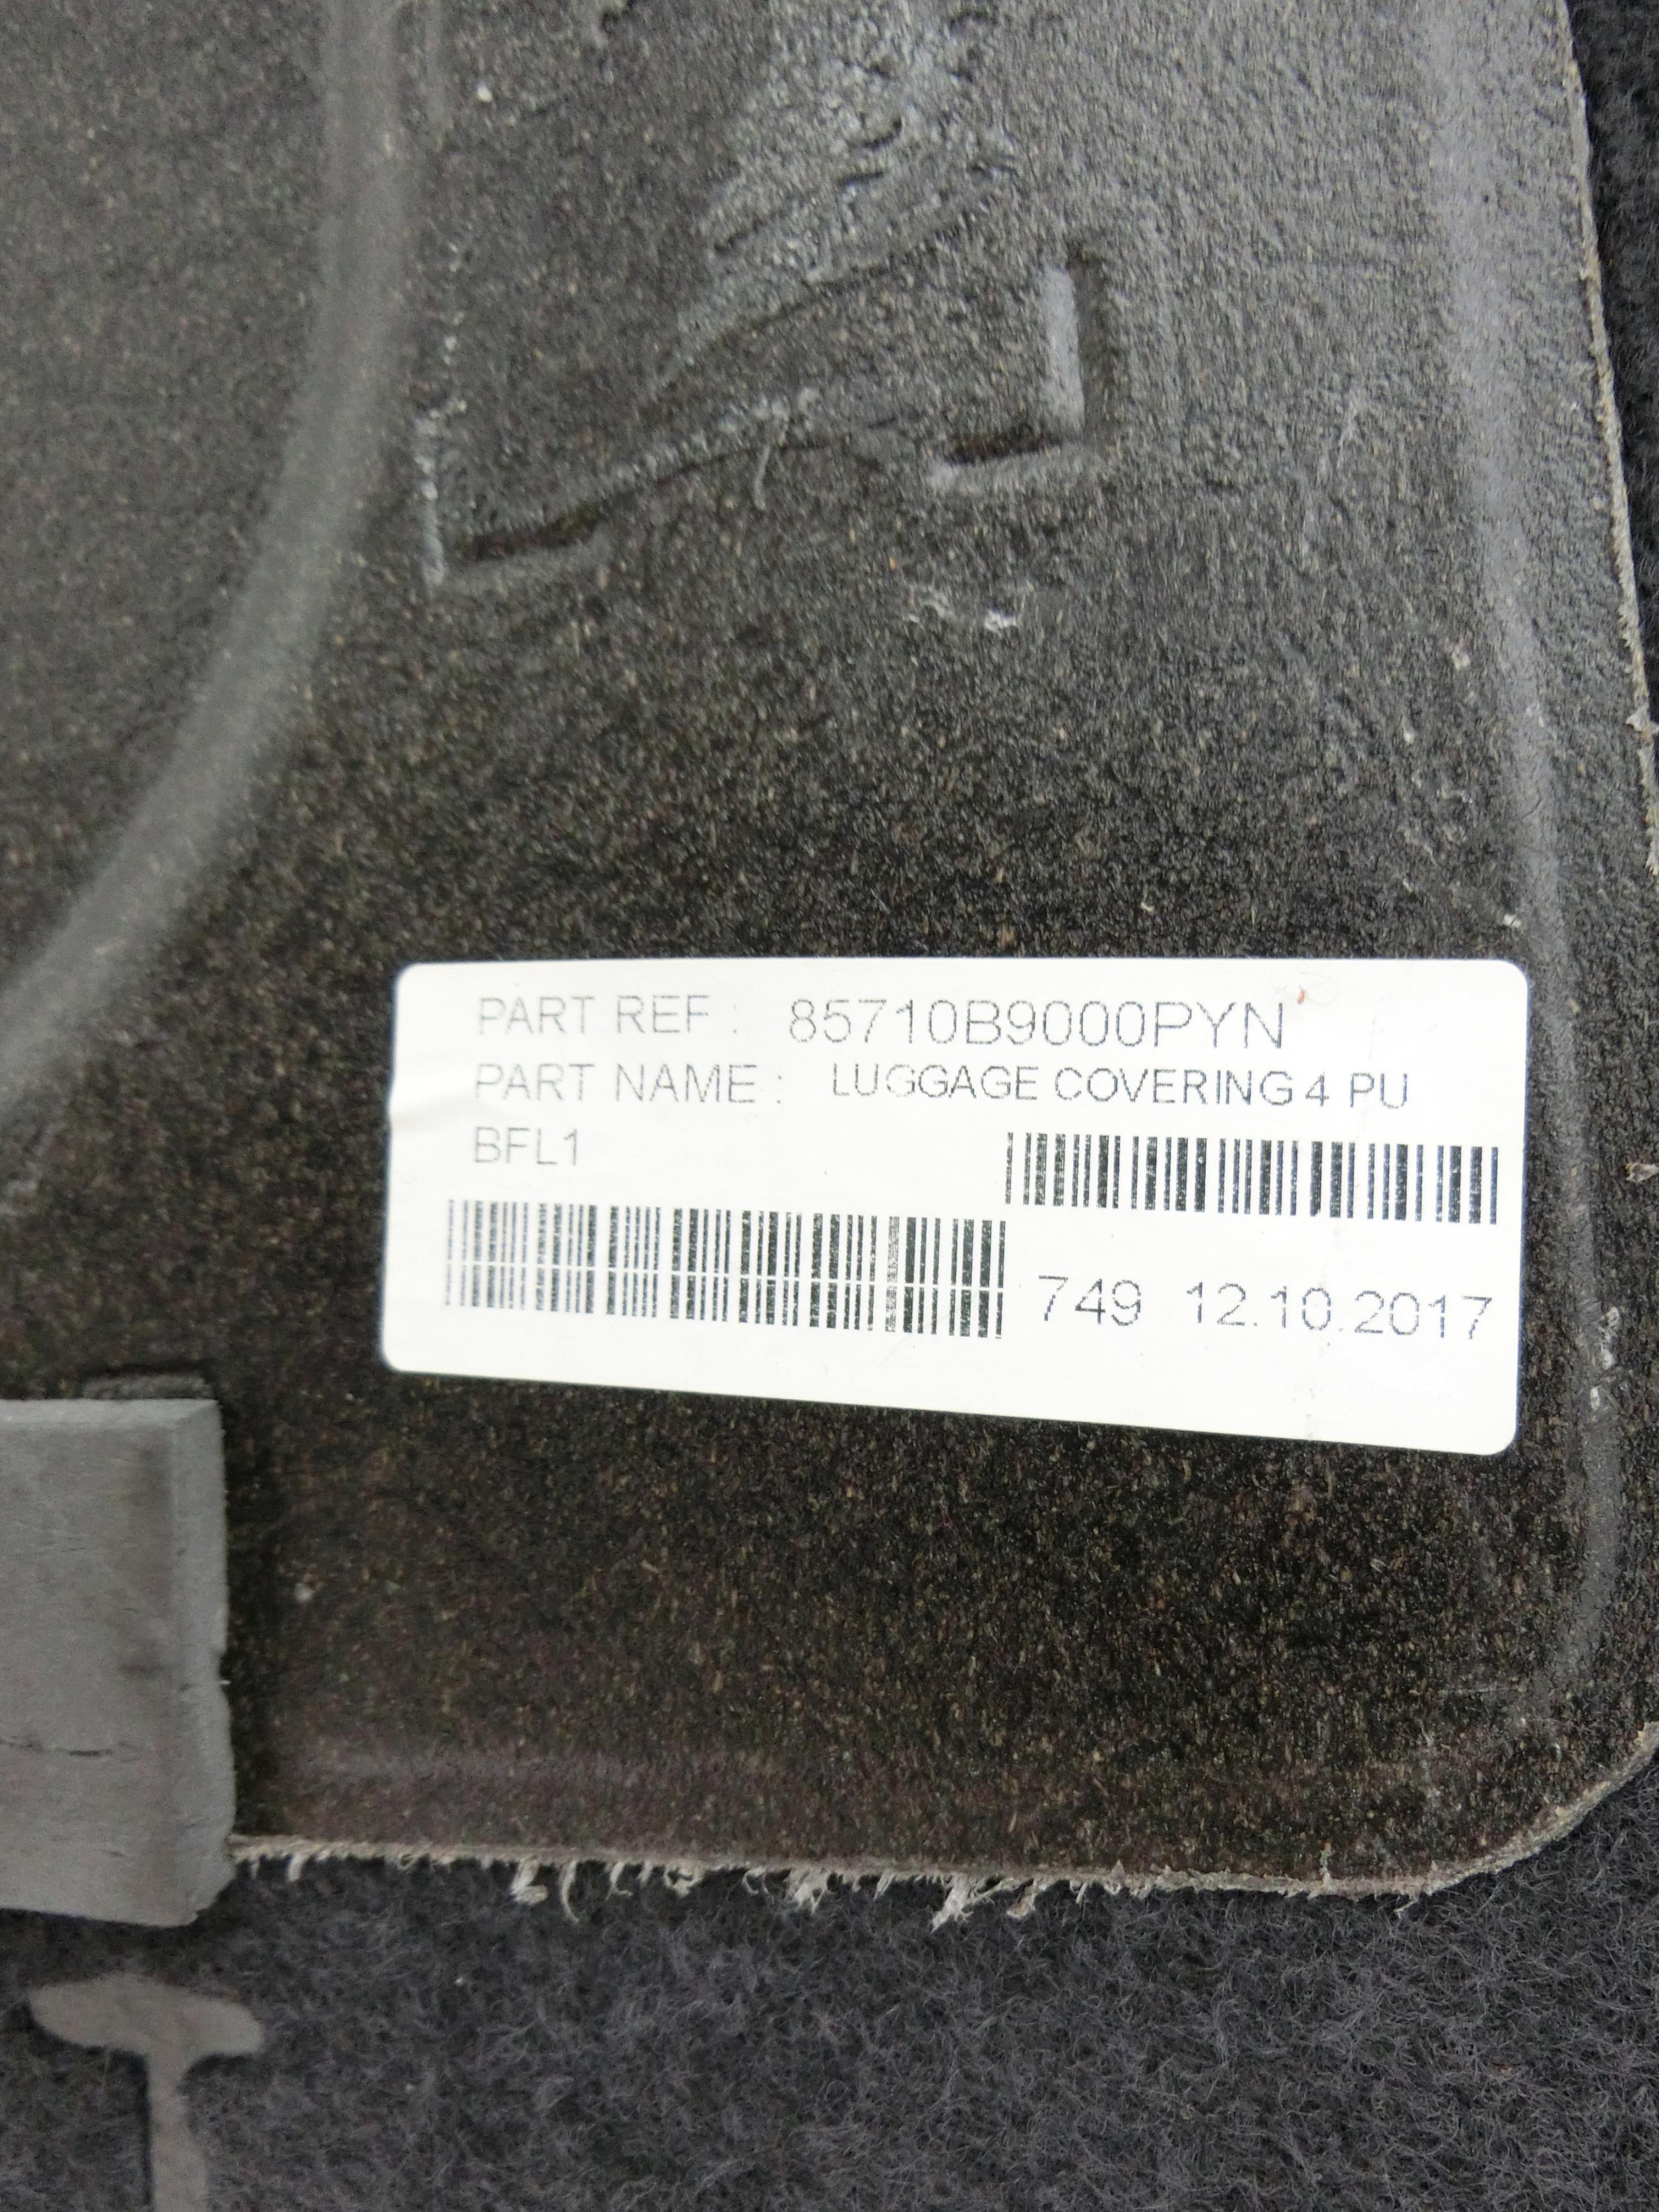 PART REF : 85710B9000PYN
PART NAME : LUGGAGE COVERING 4 PU
BFL1
749 12.10.2017